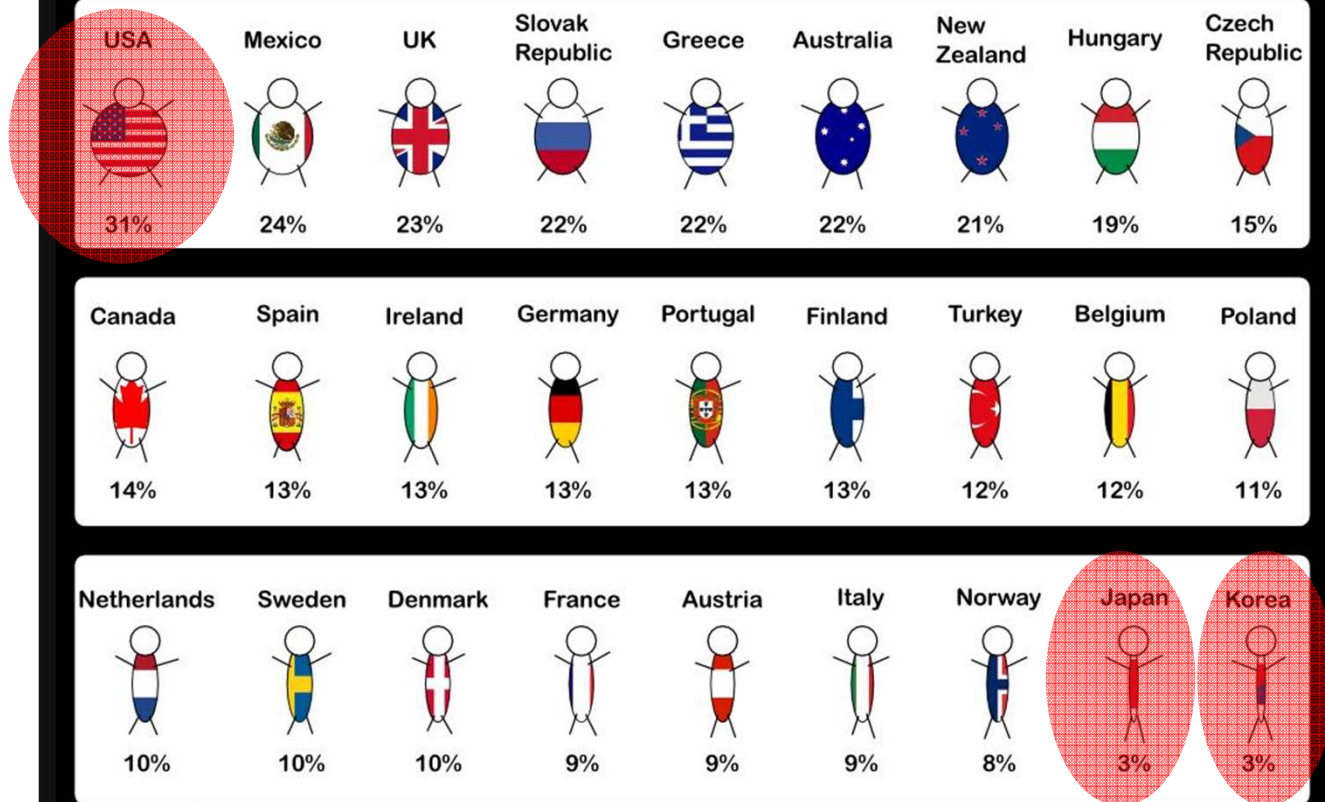 USA Mexico UK Slovak Republic Greece Australia New Zealand Hungary Czech Republic
31% 24% 23% 22% 22% 22% 21% 19% 15%
Canada Spain Ireland Germany Portugal Finland Turkey Belgium Poland
14% 13% 13% 13% 13% 13% 12% 12% 11%
Netherlands Sweden Denmark France Austria Italy Norway Japan Korea
10% 10% 10% 9% 9% 9% 8% 3% 3%